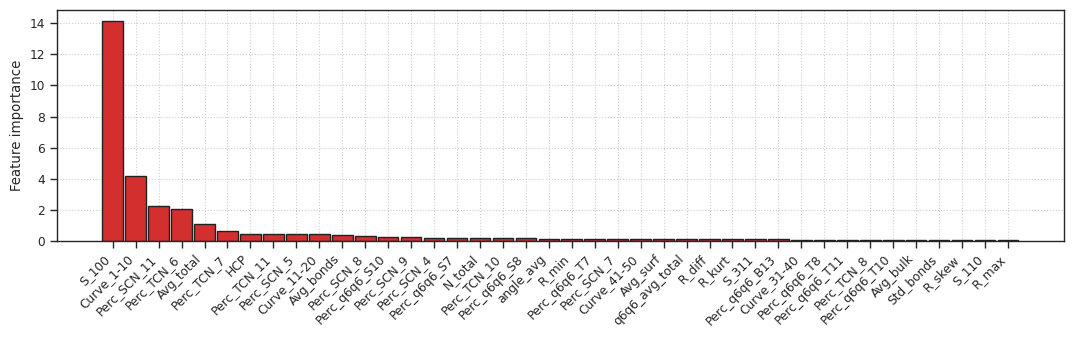 Feature importance
14
12
10
8
6
4
2
0
S_100
Curve_1-10
Perc_SCN_11
Perc_TCN_6
Avg_total
Perc_TCN_7
HCP
Perc_TCN_11
Perc_SCN_5
Curve_11-20
Avg_bonds
Perc_SCN_8
Perc_q6q6_S10
Perc_SCN_9
Perc_SCN_4
Perc_q6q6_S7
N_total
Perc_TCN_10
Perc_q6q6_S8
angle_avg
R_min
Perc_q6q6_T7
Perc_SCN_7
Curve_41-50
Avg_surf
q6q6_avg_total
R_diff
R_kurt
S_311
Perc_q6q6_B13
Curve_31-40
Perc_q6q6_T8
Perc_q6q6_T11
Perc_TCN_8
Perc_q6q6_T10
Avg_bulk
Std_bonds
R_skew
S_110
R_max